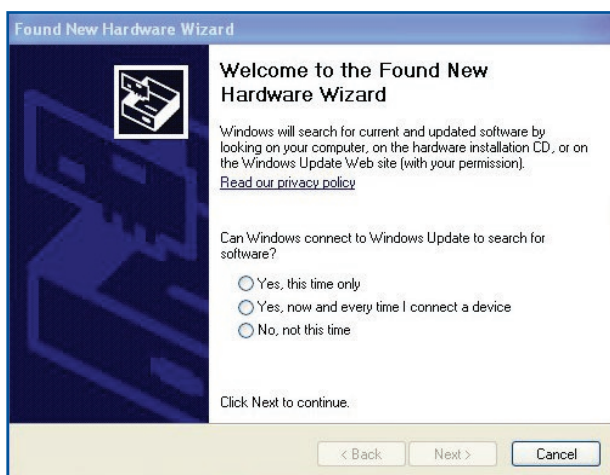 Found New Hardware Wizard
Welcome to the Found New
Hardware Wizard
Windows will search for current and updated software by
looking on your computer, on the hardware installation CD, or on
the Windows Update Web site (with your permission).
Read our privacy policy
Can Windows connect to Windows Update to search for
software?
Yes, this time only
Yes, now and every time I connect a device
No, not this time
Click Next to continue.
< Back Next > Cancel